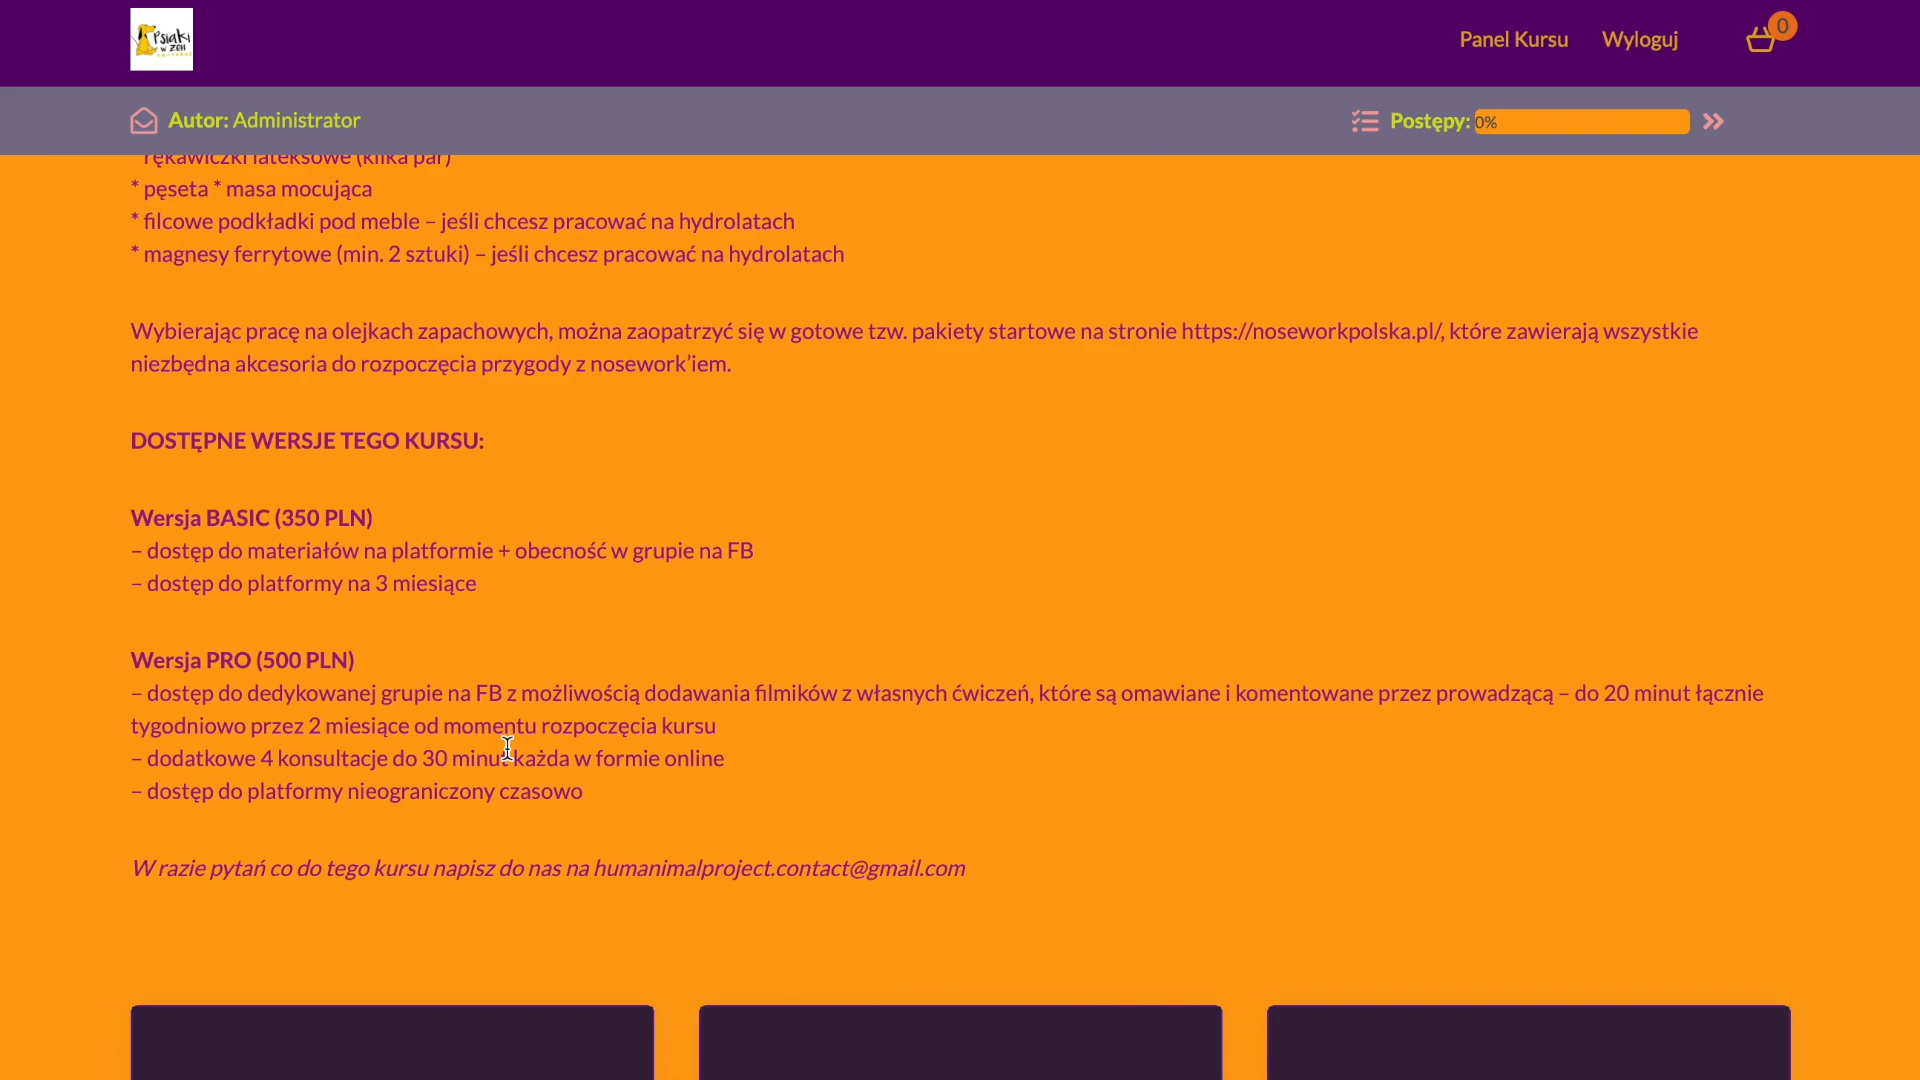 Psiaki
w zen
Panel Kursu
Wyloguj
0
Autor: Administrator
Postępy: 0%
rękawiczki lateksowe (kilka par)
* pęseta * masa mocująca
* filcowe podkładki pod meble – jeśli chcesz pracować na hydrolatach
* magnesy ferrytowe (min. 2 sztuki) – jeśli chcesz pracować na hydrolatach
Wybierając pracę na olejkach zapachowych, można zaopatrzyć się w gotowe tzw. pakiety startowe na stronie https://noseworkpolska.pl/, które zawierają wszystkie
niezbędna akcesoria do rozpoczęcia przygody z nosework’iem.
DOSTĘPNE WERSJE TEGO KURSU:
Wersja BASIC (350 PLN)
– dostęp do materiałów na platformie + obecność w grupie na FB
– dostęp do platformy na 3 miesiące
Wersja PRO (500 PLN)
– dostęp do dedykowanej grupie na FB z możliwością dodawania filmików z własnych ćwiczeń, które są omawiane i komentowane przez prowadzącą – do 20 minut łącznie
tygodniowo przez 2 miesiące od momentu rozpoczęcia kursu
– dodatkowe 4 konsultacje do 30 minut każda w formie online
– dostęp do platformy nieograniczony czasowo
W razie pytań co do tego kursu napisz do nas na humanimalproject.contact@gmail.com